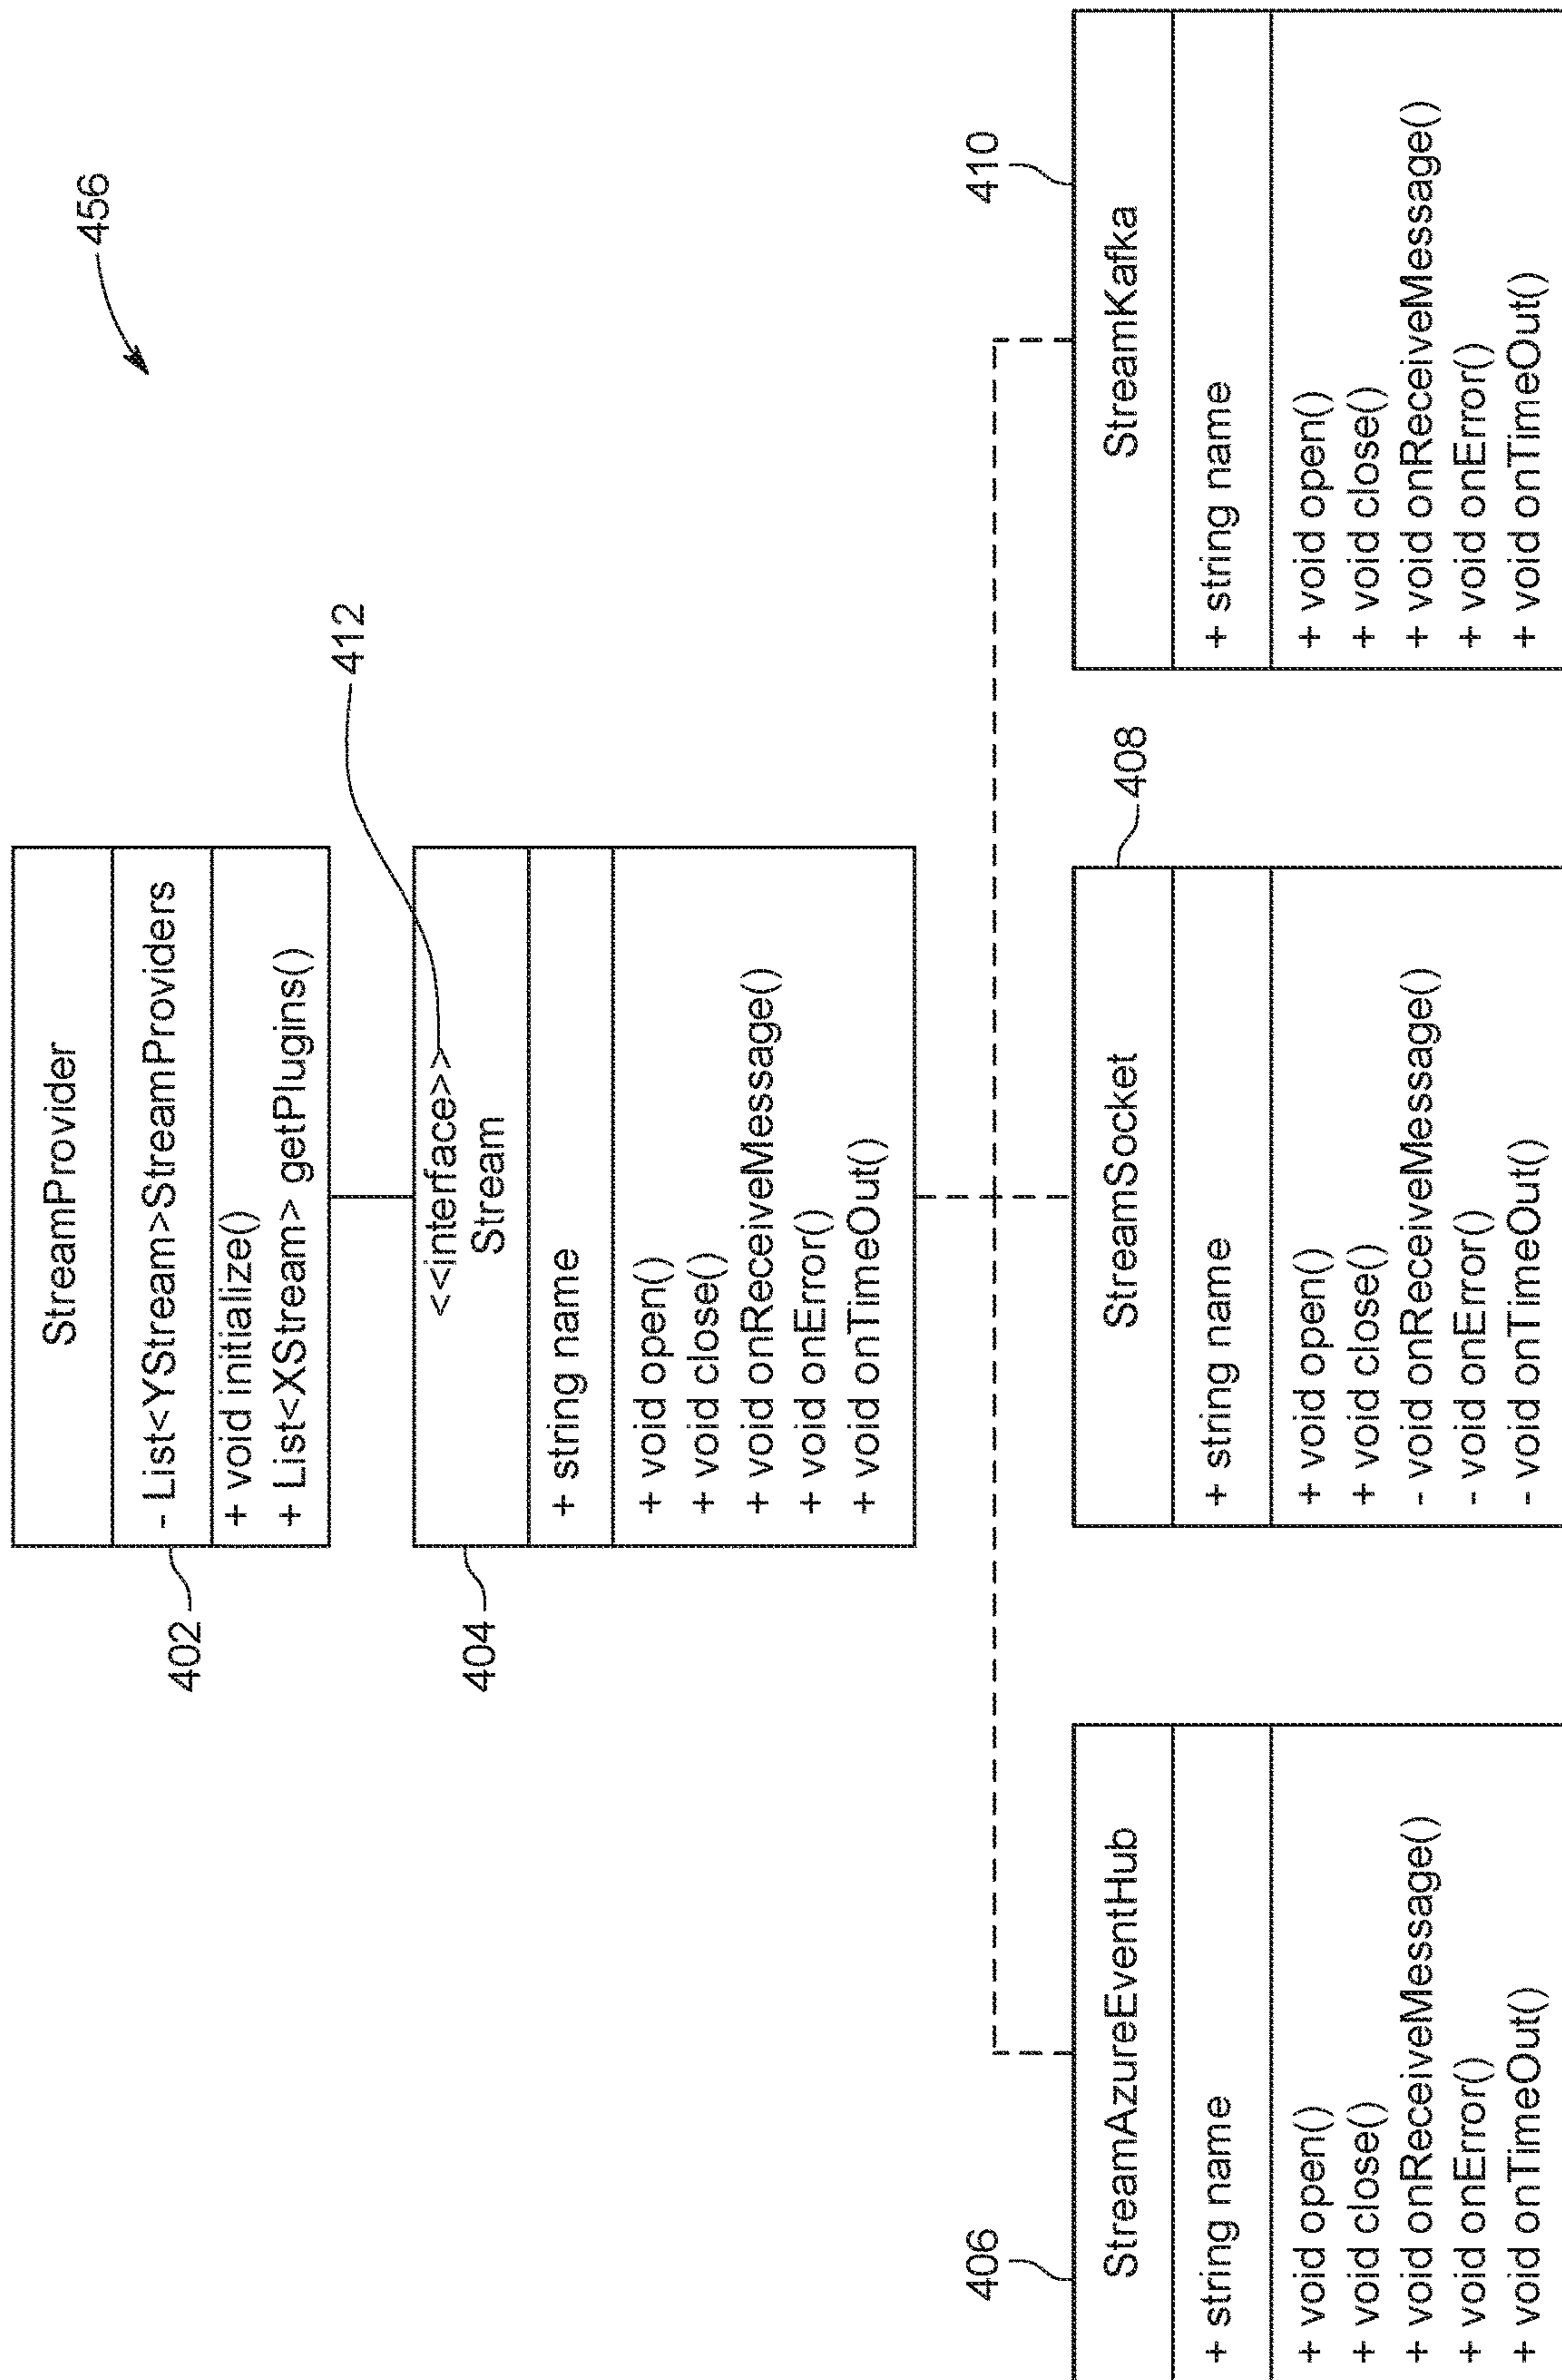 456
StreamProvider
- List<YStream>StreamProviders
+ void initialize()
+ List<XStream> getPlugins()
402
412
<<interface>>
Stream
+ string name
+ void open()
+ void close()
+ void onReceiveMessage()
+ void onError()
+ void onTimeOut()
404
406
StreamAzureEventHub
+ string name
+ void open()
+ void close()
+ void onReceiveMessage()
+ void onError()
+ void onTimeOut()
408
StreamSocket
+ string name
+ void open()
+ void close()
- void onReceiveMessage()
- void onError()
- void onTimeOut()
410
StreamKafka
+ string name
+ void open()
+ void close()
+ void onReceiveMessage()
+ void onError()
+ void onTimeOut()